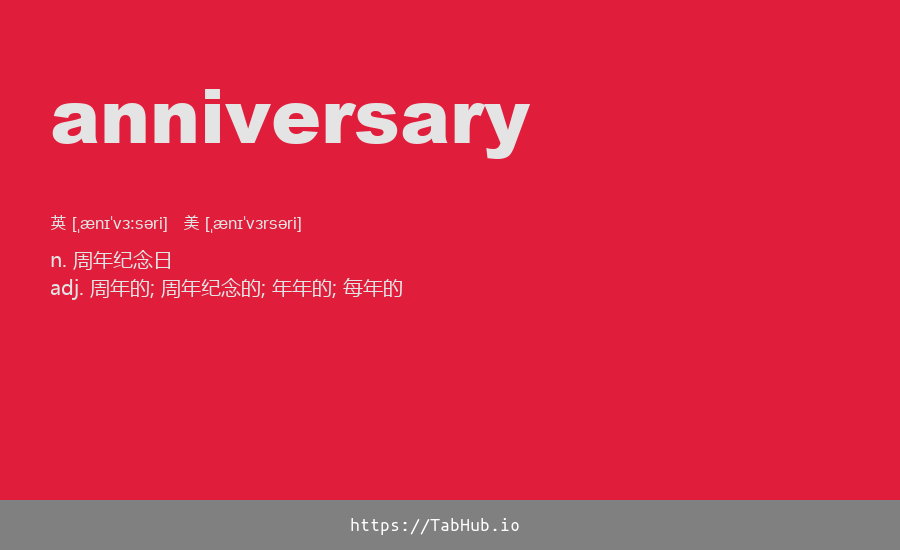 anniversary
英 [ˌænɪˈvɜːsəri] 美 [ˌænɪˈvɜrsəri]
n. 周年纪念日
adj. 周年的; 周年纪念的; 年年的; 每年的
https://TabHub.io